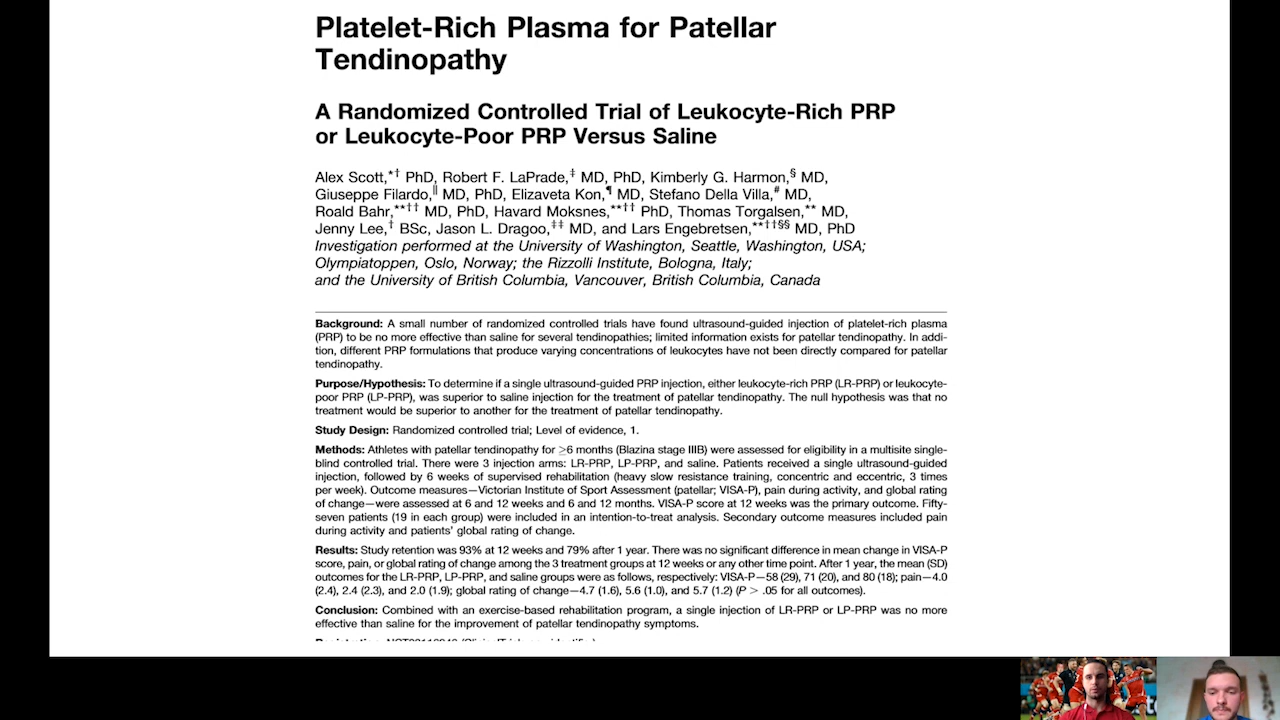 Platelet-Rich Plasma for Patellar
Tendinopathy
A Randomized Controlled Trial of Leukocyte-Rich PRP
or Leukocyte-Poor PRP Versus Saline
Alex Scott,*† PhD, Robert F. LaPrade,‡ MD, PhD, Kimberly G. Harmon,§ MD,
Giuseppe Filardo,|| MD, PhD, Elizaveta Kon,¶ MD, Stefano Della Villa,# MD,
Roald Bahr,**†† MD, PhD, Havard Moksnes,**†† PhD, Thomas Torgalsen,** MD,
Jenny Lee,† BSc, Jason L. Dragoo,‡‡ MD, and Lars Engebretsen,**††§§ MD, PhD
Investigation performed at the University of Washington, Seattle, Washington, USA;
Olympiatoppen, Oslo, Norway; the Rizzolli Institute, Bologna, Italy;
and the University of British Columbia, Vancouver, British Columbia, Canada
Background: A small number of randomized controlled trials have found ultrasound-guided injection of platelet-rich plasma
(PRP) to be no more effective than saline for several tendinopathies; limited information exists for patellar tendinopathy. In addi-
tion, different PRP formulations that produce varying concentrations of leukocytes have not been directly compared for patellar
tendinopathy.
Purpose/Hypothesis: To determine if a single ultrasound-guided PRP injection, either leukocyte-rich PRP (LR-PRP) or leukocyte-
poor PRP (LP-PRP), was superior to saline injection for the treatment of patellar tendinopathy. The null hypothesis was that no
treatment would be superior to another for the treatment of patellar tendinopathy.
Study Design: Randomized controlled trial; Level of evidence, 1.
Methods: Athletes with patellar tendinopathy for ≥6 months (Blazina stage IIIB) were assessed for eligibility in a multisite single-
blind controlled trial. There were 3 injection arms: LR-PRP, LP-PRP, and saline. Patients received a single ultrasound-guided
injection, followed by 6 weeks of supervised rehabilitation (heavy slow resistance training, concentric and eccentric, 3 times
per week). Outcome measures—Victorian Institute of Sport Assessment (patellar; VISA-P), pain during activity, and global rating
of change—were assessed at 6 and 12 weeks and 6 and 12 months. VISA-P score at 12 weeks was the primary outcome. Fifty-
seven patients (19 in each group) were included in an intention-to-treat analysis. Secondary outcome measures included pain
during activity and patients' global rating of change.
Results: Study retention was 93% at 12 weeks and 79% after 1 year. There was no significant difference in mean change in VISA-P
score, pain, or global rating of change among the 3 treatment groups at 12 weeks or any other time point. After 1 year, the mean (SD)
outcomes for the LR-PRP, LP-PRP, and saline groups were as follows, respectively: VISA-P—58 (29), 71 (20), and 80 (18); pain—4.0
(2.4), 2.4 (2.3), and 2.0 (1.9); global rating of change—4.7 (1.6), 5.6 (1.0), and 5.7 (1.2) (P > .05 for all outcomes).
Conclusion: Combined with an exercise-based rehabilitation program, a single injection of LR-PRP or LP-PRP was no more
effective than saline for the improvement of patellar tendinopathy symptoms.